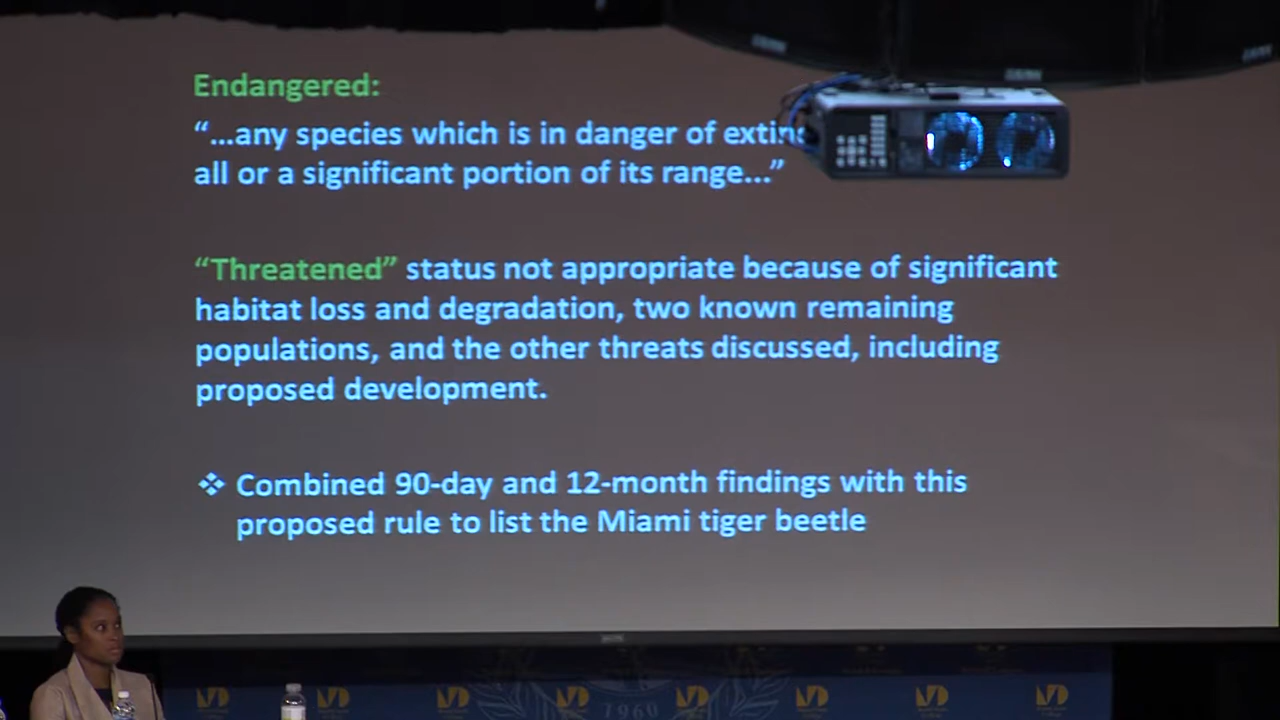 Endangered:
“...any species which is in danger of
all or a significant portion of its range...”
“Threatened” status not appropriate because of significant
habitat loss and degradation, two known remaining
populations, and the other threats discussed, including
proposed development.
❖ Combined 90-day and 12-month findings with this
proposed rule to list the Miami tiger beetle
1960